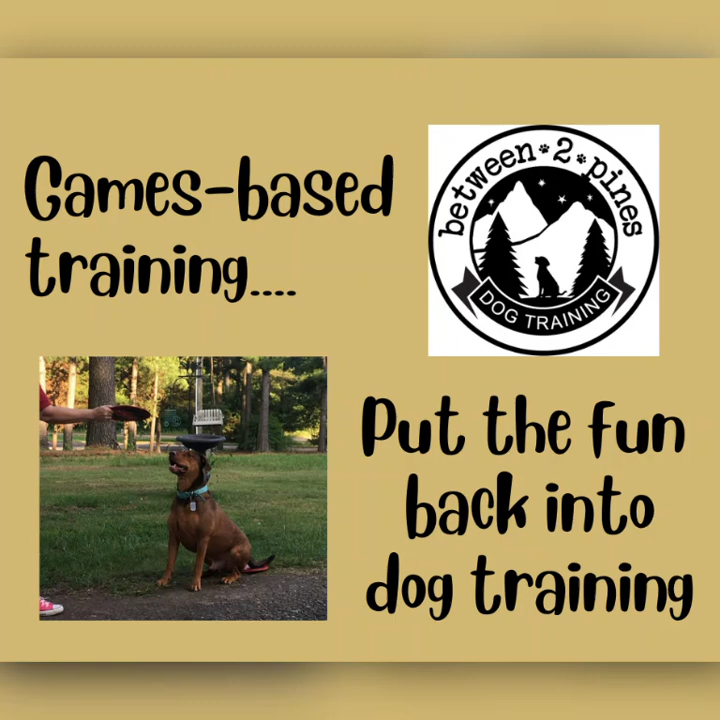 Games-based
training....
between 2 pines
DOG TRAINING
Put the fun
back into
dog training